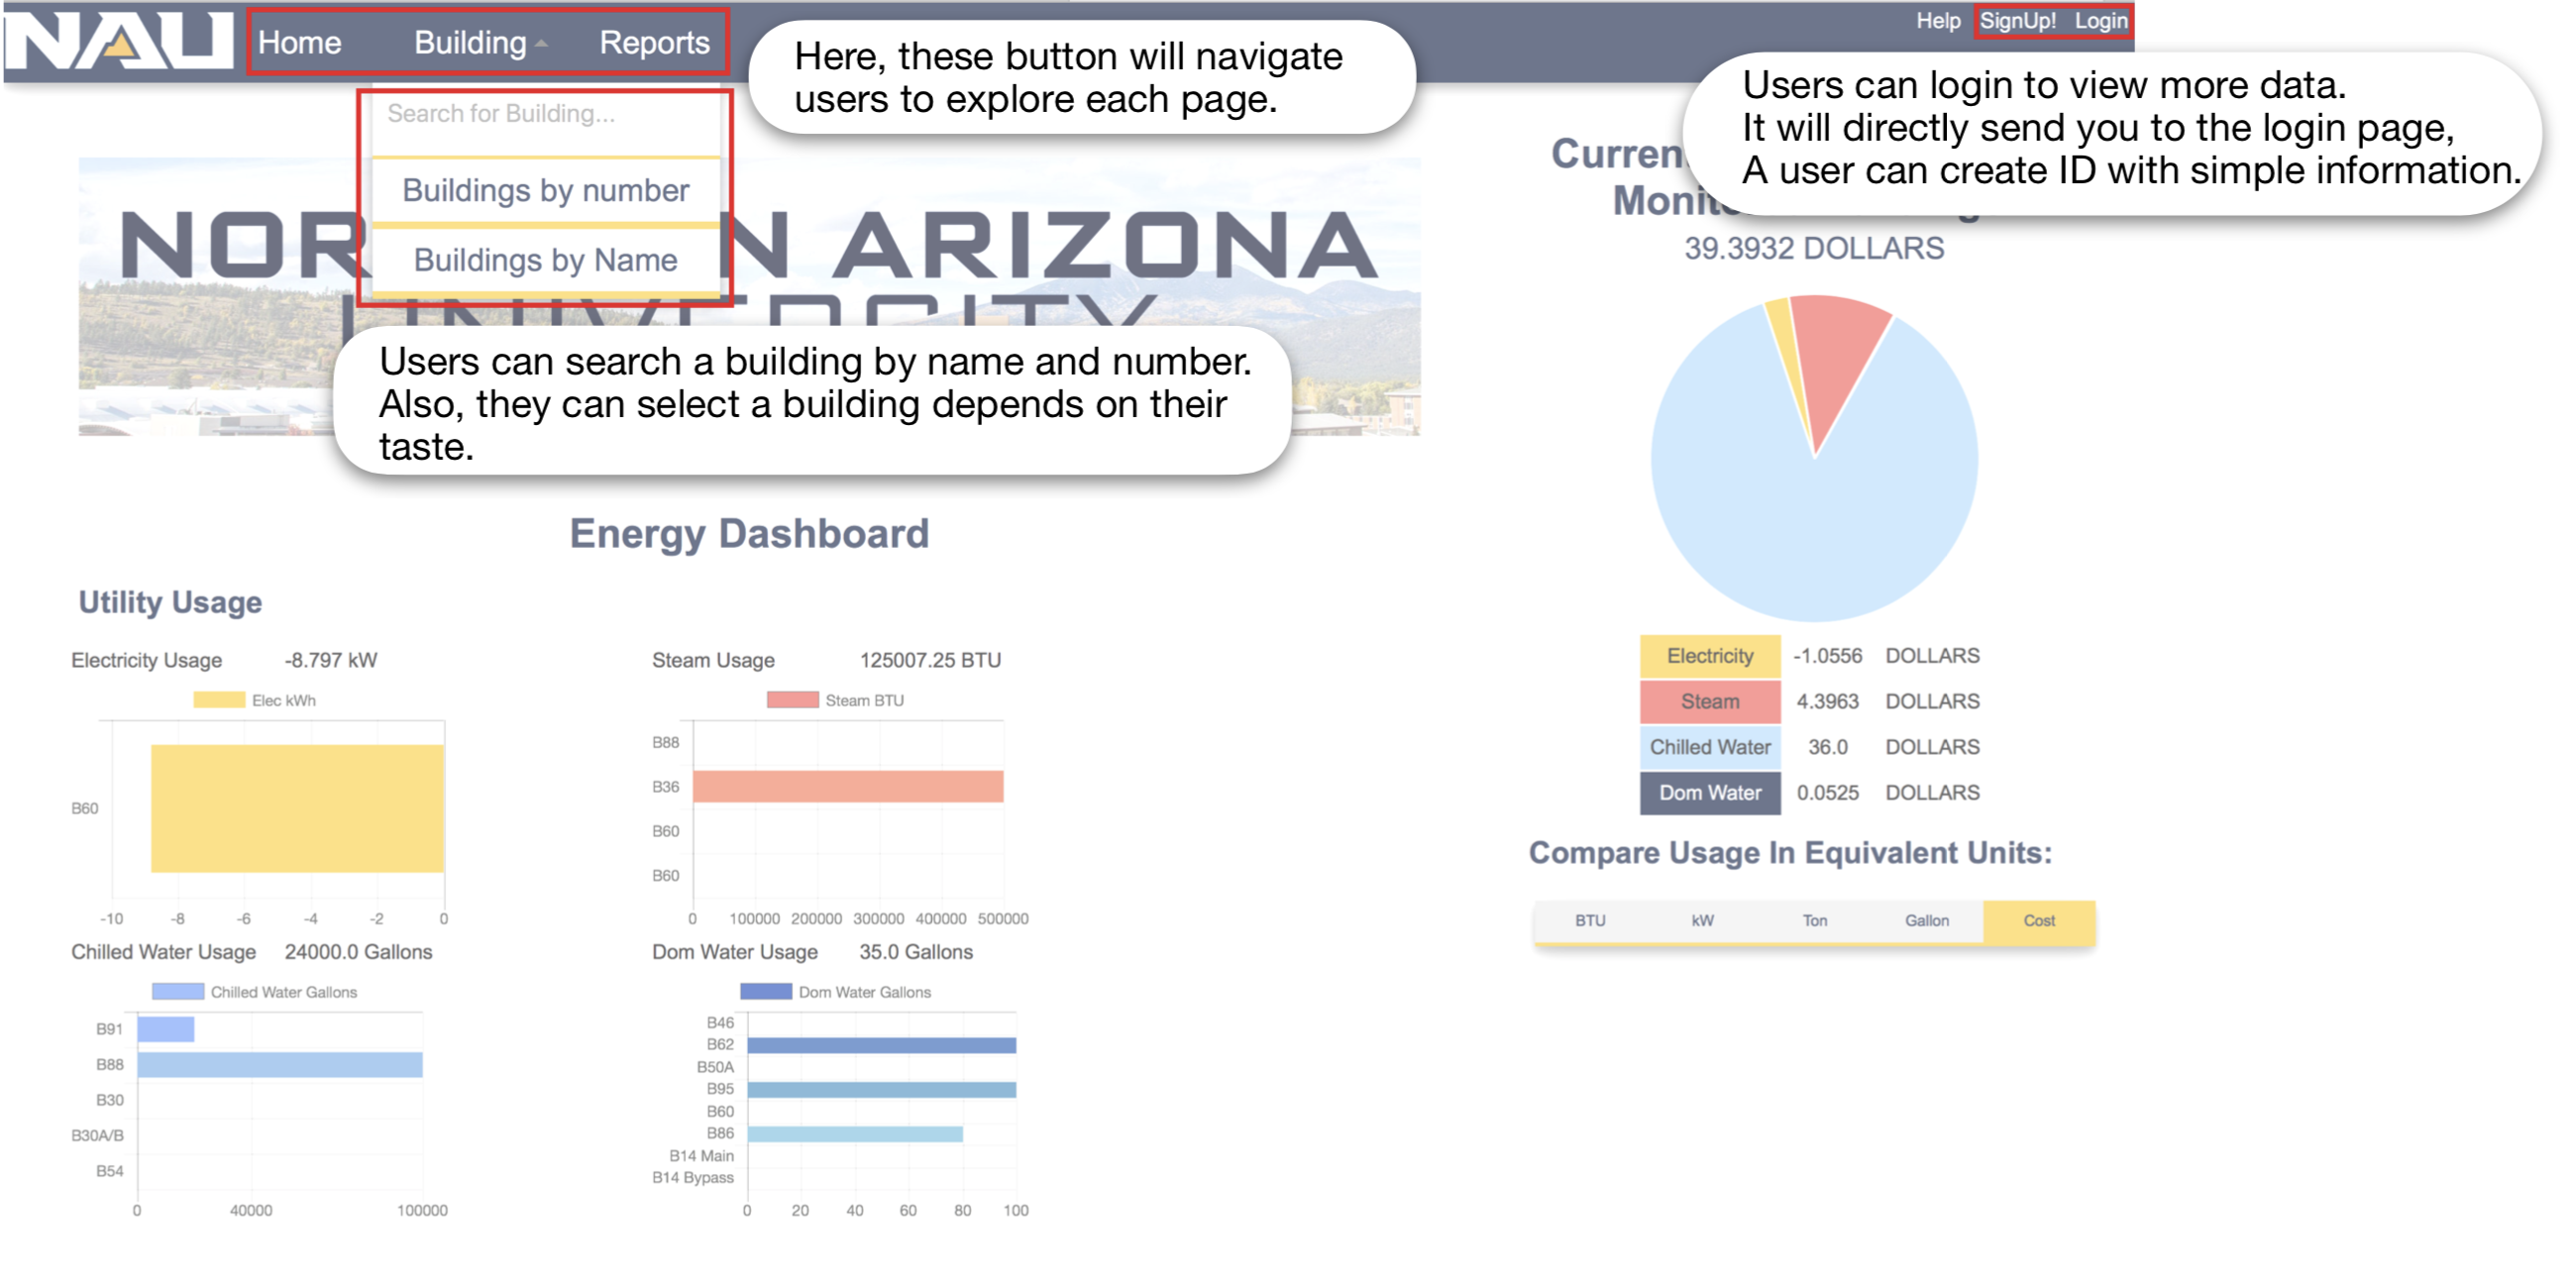 NAU
Home Building Reports
Help SignUp! Login
Here, these button will navigate
users to explore each page.
Users can login to view more data.
It will directly send you to the login page,
A user can create ID with simple information.
Search for Building...
Buildings by number
Buildings by Name
ARIZONA
Users can search a building by name and number.
Also, they can select a building depends on their
taste.
39.3932 DOLLARS
Energy Dashboard
Utility Usage
Electricity Usage -8.797 kW
Elec kWh
B60
-10 -8 -6 -4 -2 0
Steam Usage 125007.25 BTU
Steam BTU
B88
B36
B60
B60
0 100000 200000 300000 400000 500000
Chilled Water Usage 24000.0 Gallons
Chilled Water Gallons
B91
B88
B30
B30A/B
B54
0 40000 100000
Dom Water Usage 35.0 Gallons
Dom Water Gallons
B46
B62
B50A
B95
B60
B86
B14 Main
B14 Bypass
0 20 40 60 80 100
Electricity -1.0556 DOLLARS
Steam 4.3963 DOLLARS
Chilled Water 36.0 DOLLARS
Dom Water 0.0525 DOLLARS
Compare Usage In Equivalent Units:
BTU kW Ton Gallon Cost